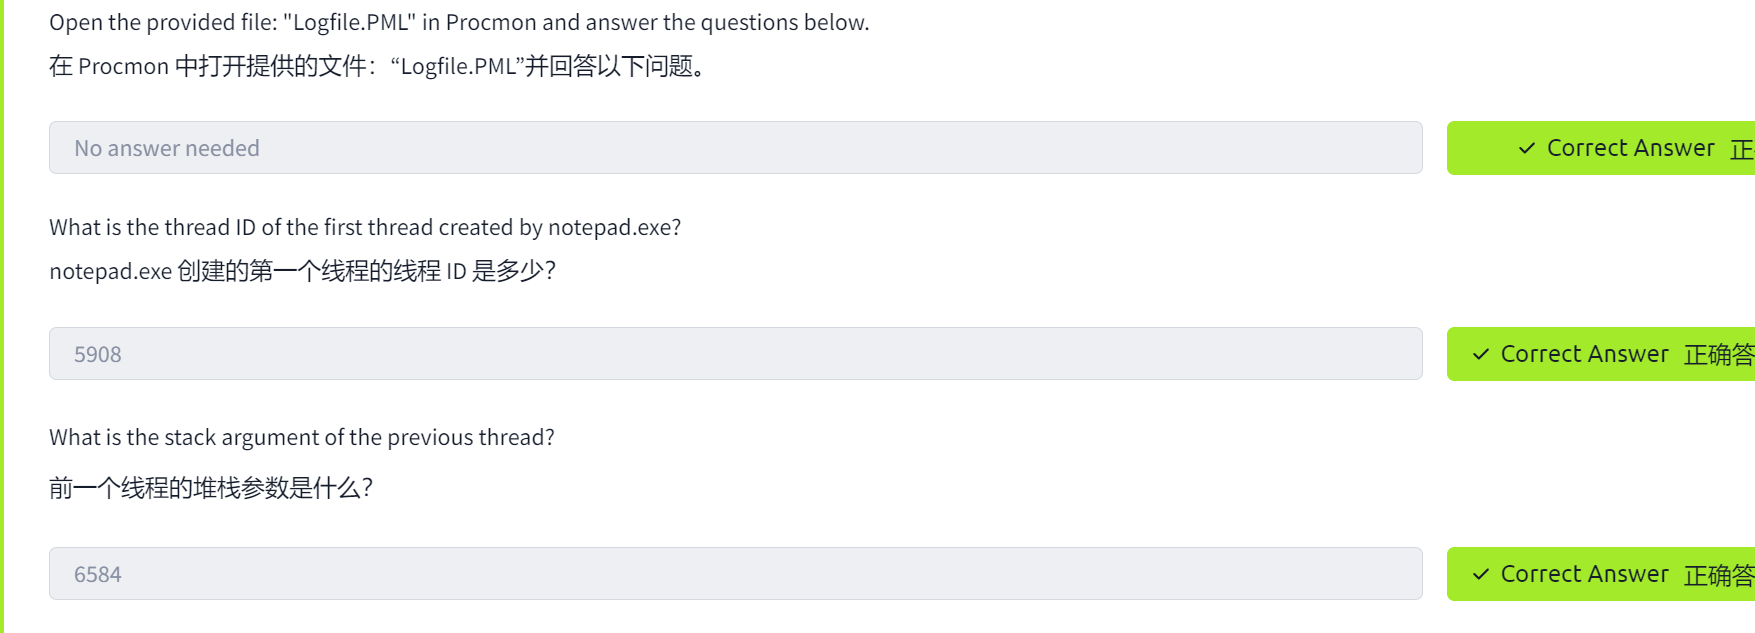 Open the provided file: "Logfile.PML" in Procmon and answer the questions below.
在 Procmon 中打开提供的文件：“Logfile.PML”并回答以下问题。
No answer needed
✓ Correct Answer 正
What is the thread ID of the first thread created by notepad.exe?
notepad.exe 创建的第一个线程的线程 ID 是多少？
5908
✓ Correct Answer 正确答
What is the stack argument of the previous thread?
前一个线程的堆栈参数是什么？
6584
✓ Correct Answer 正确答